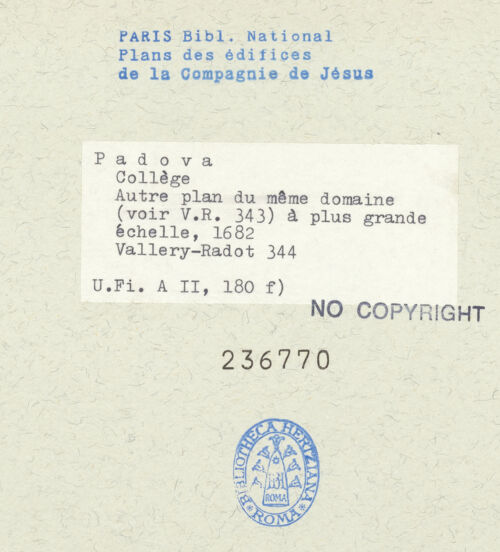 PARIS Bibl. National
Plans des édifices
de la Compagnie de Jésus
P a d o v a
Collège
Autre plan du même domaine
(voir V.R. 343) à plus grande
échelle, 1682
Vallery-Radot 344
U.Fi. A II, 180 f)
NO COPYRIGHT
236770
BIBLIOTHECA HERTZIANA
ROMA
ROMA